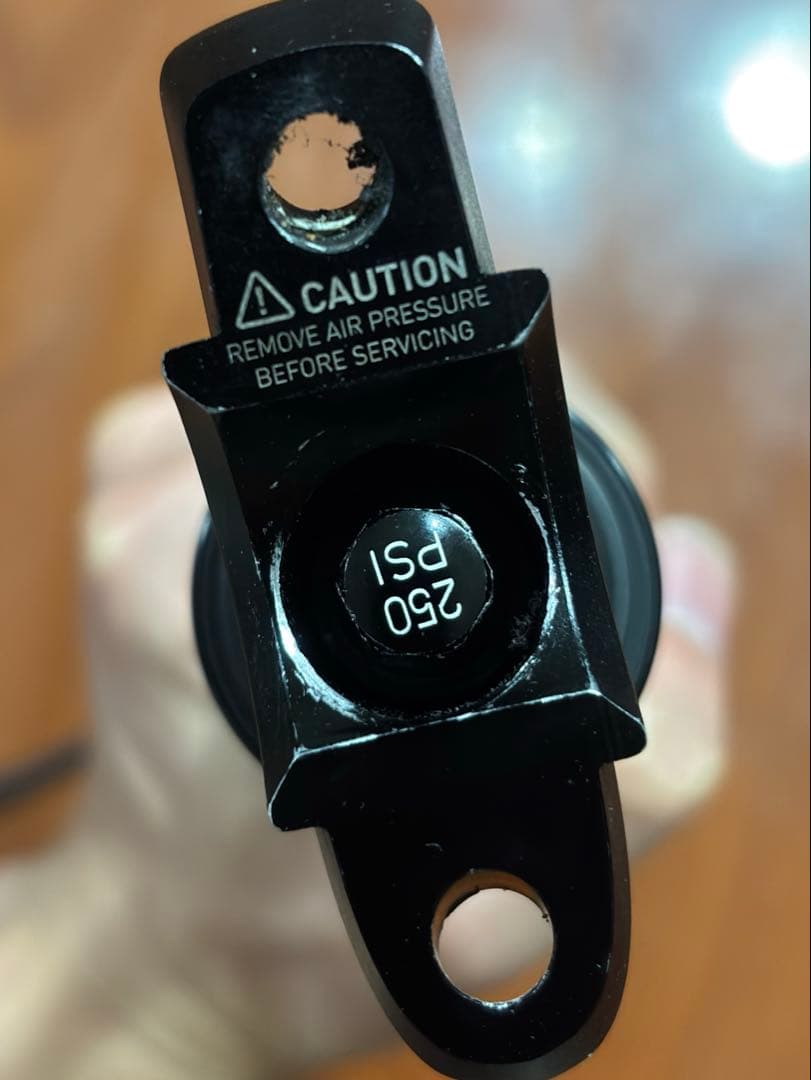 CAUTION
REMOVE AIR PRESSURE
BEFORE SERVICING
250
PSI